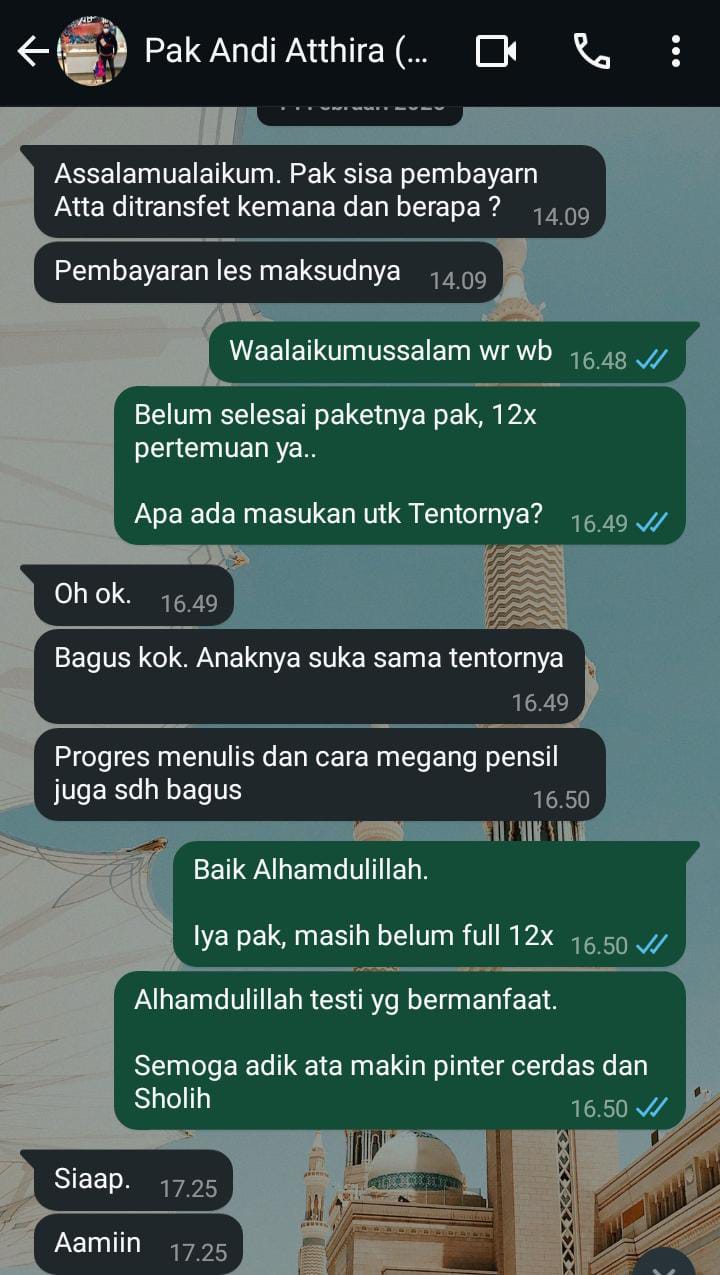 Pak Andi Atthira (...
Assalamualaikum. Pak sisa pembayarn
Atta ditransfet kemana dan berapa ? 14.09
Pembayaran les maksudnya 14.09
Waalaikumussalam wr wb 16.48
Belum selesai paketnya pak, 12x
pertemuan ya..
Apa ada masukan utk Tentornya? 16.49
Oh ok. 16.49
Bagus kok. Anaknya suka sama tentornya
16.49
Progres menulis dan cara megang pensil
juga sdh bagus 16.50
Baik Alhamdulillah.
Iya pak, masih belum full 12x 16.50
Alhamdulillah testi yg bermanfaat.
Semoga adik ata makin pinter cerdas dan
Sholih 16.50
Siaap. 17.25
Aamiin 17.25